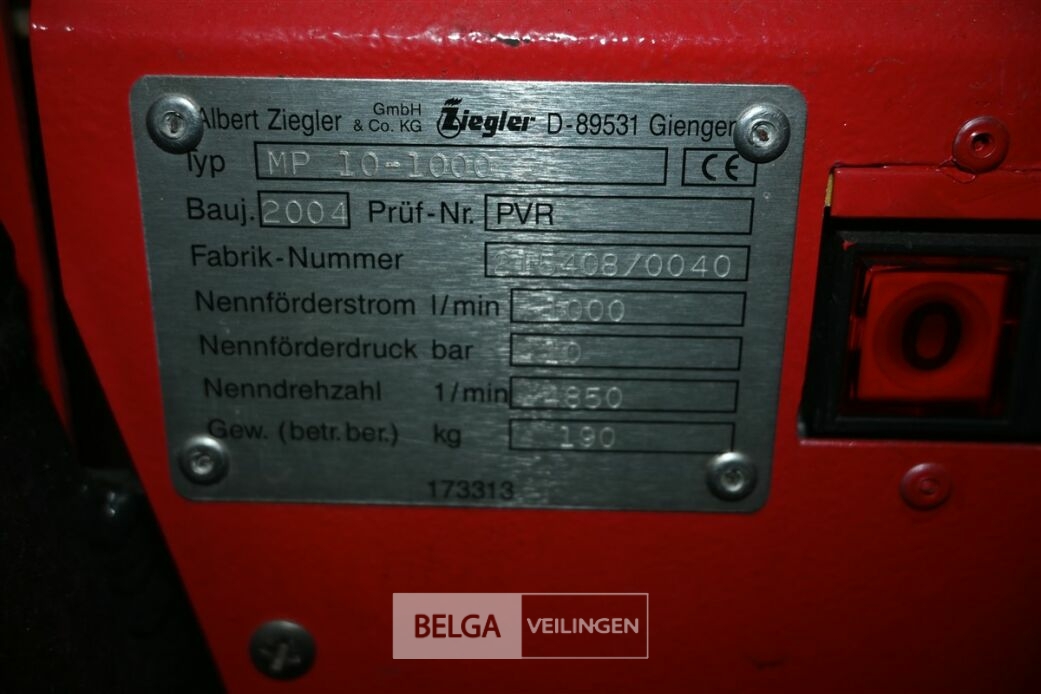 Albert Ziegler GmbH & Co. KG Ziegler D-89531 Giengen
Typ MP 10-1000 CE
Bauj. 2004 Prüf-Nr. PVR
Fabrik-Nummer
Nennförderstrom l/min 1000
Nennförderdruck bar 10
Nenndrehzahl 1/min 4850
Gew. (betr.ber.) kg 190
173313
0
BELGA VEILINGEN